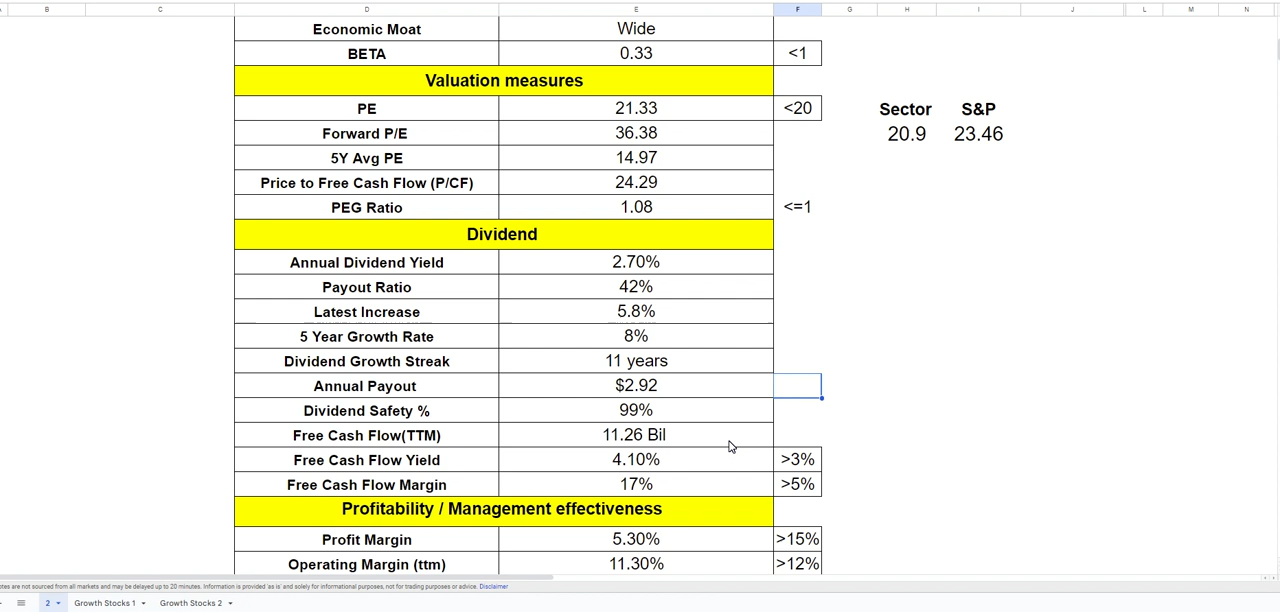 A B C D E F G H I J L M N
Economic Moat Wide
BETA 0.33 <1
Valuation measures
PE 21.33 <20 Sector S&P
Forward P/E 36.38 20.9 23.46
5Y Avg PE 14.97
Price to Free Cash Flow (P/CF) 24.29
PEG Ratio 1.08 <=1
Dividend
Annual Dividend Yield 2.70%
Payout Ratio 42%
Latest Increase 5.8%
5 Year Growth Rate 8%
Dividend Growth Streak 11 years
Annual Payout $2.92
Dividend Safety % 99%
Free Cash Flow(TTM) 11.26 Bil
Free Cash Flow Yield 4.10% >3%
Free Cash Flow Margin 17% >5%
Profitability / Management effectiveness
Profit Margin 5.30% >15%
Operating Margin (ttm) 11.30% >12%
otes are not sourced from all markets and may be delayed up to 20 minutes. Information is provided 'as is' and solely for informational purposes, not for trading purposes or advice. Disclaimer
2 Growth Stocks 1 Growth Stocks 2